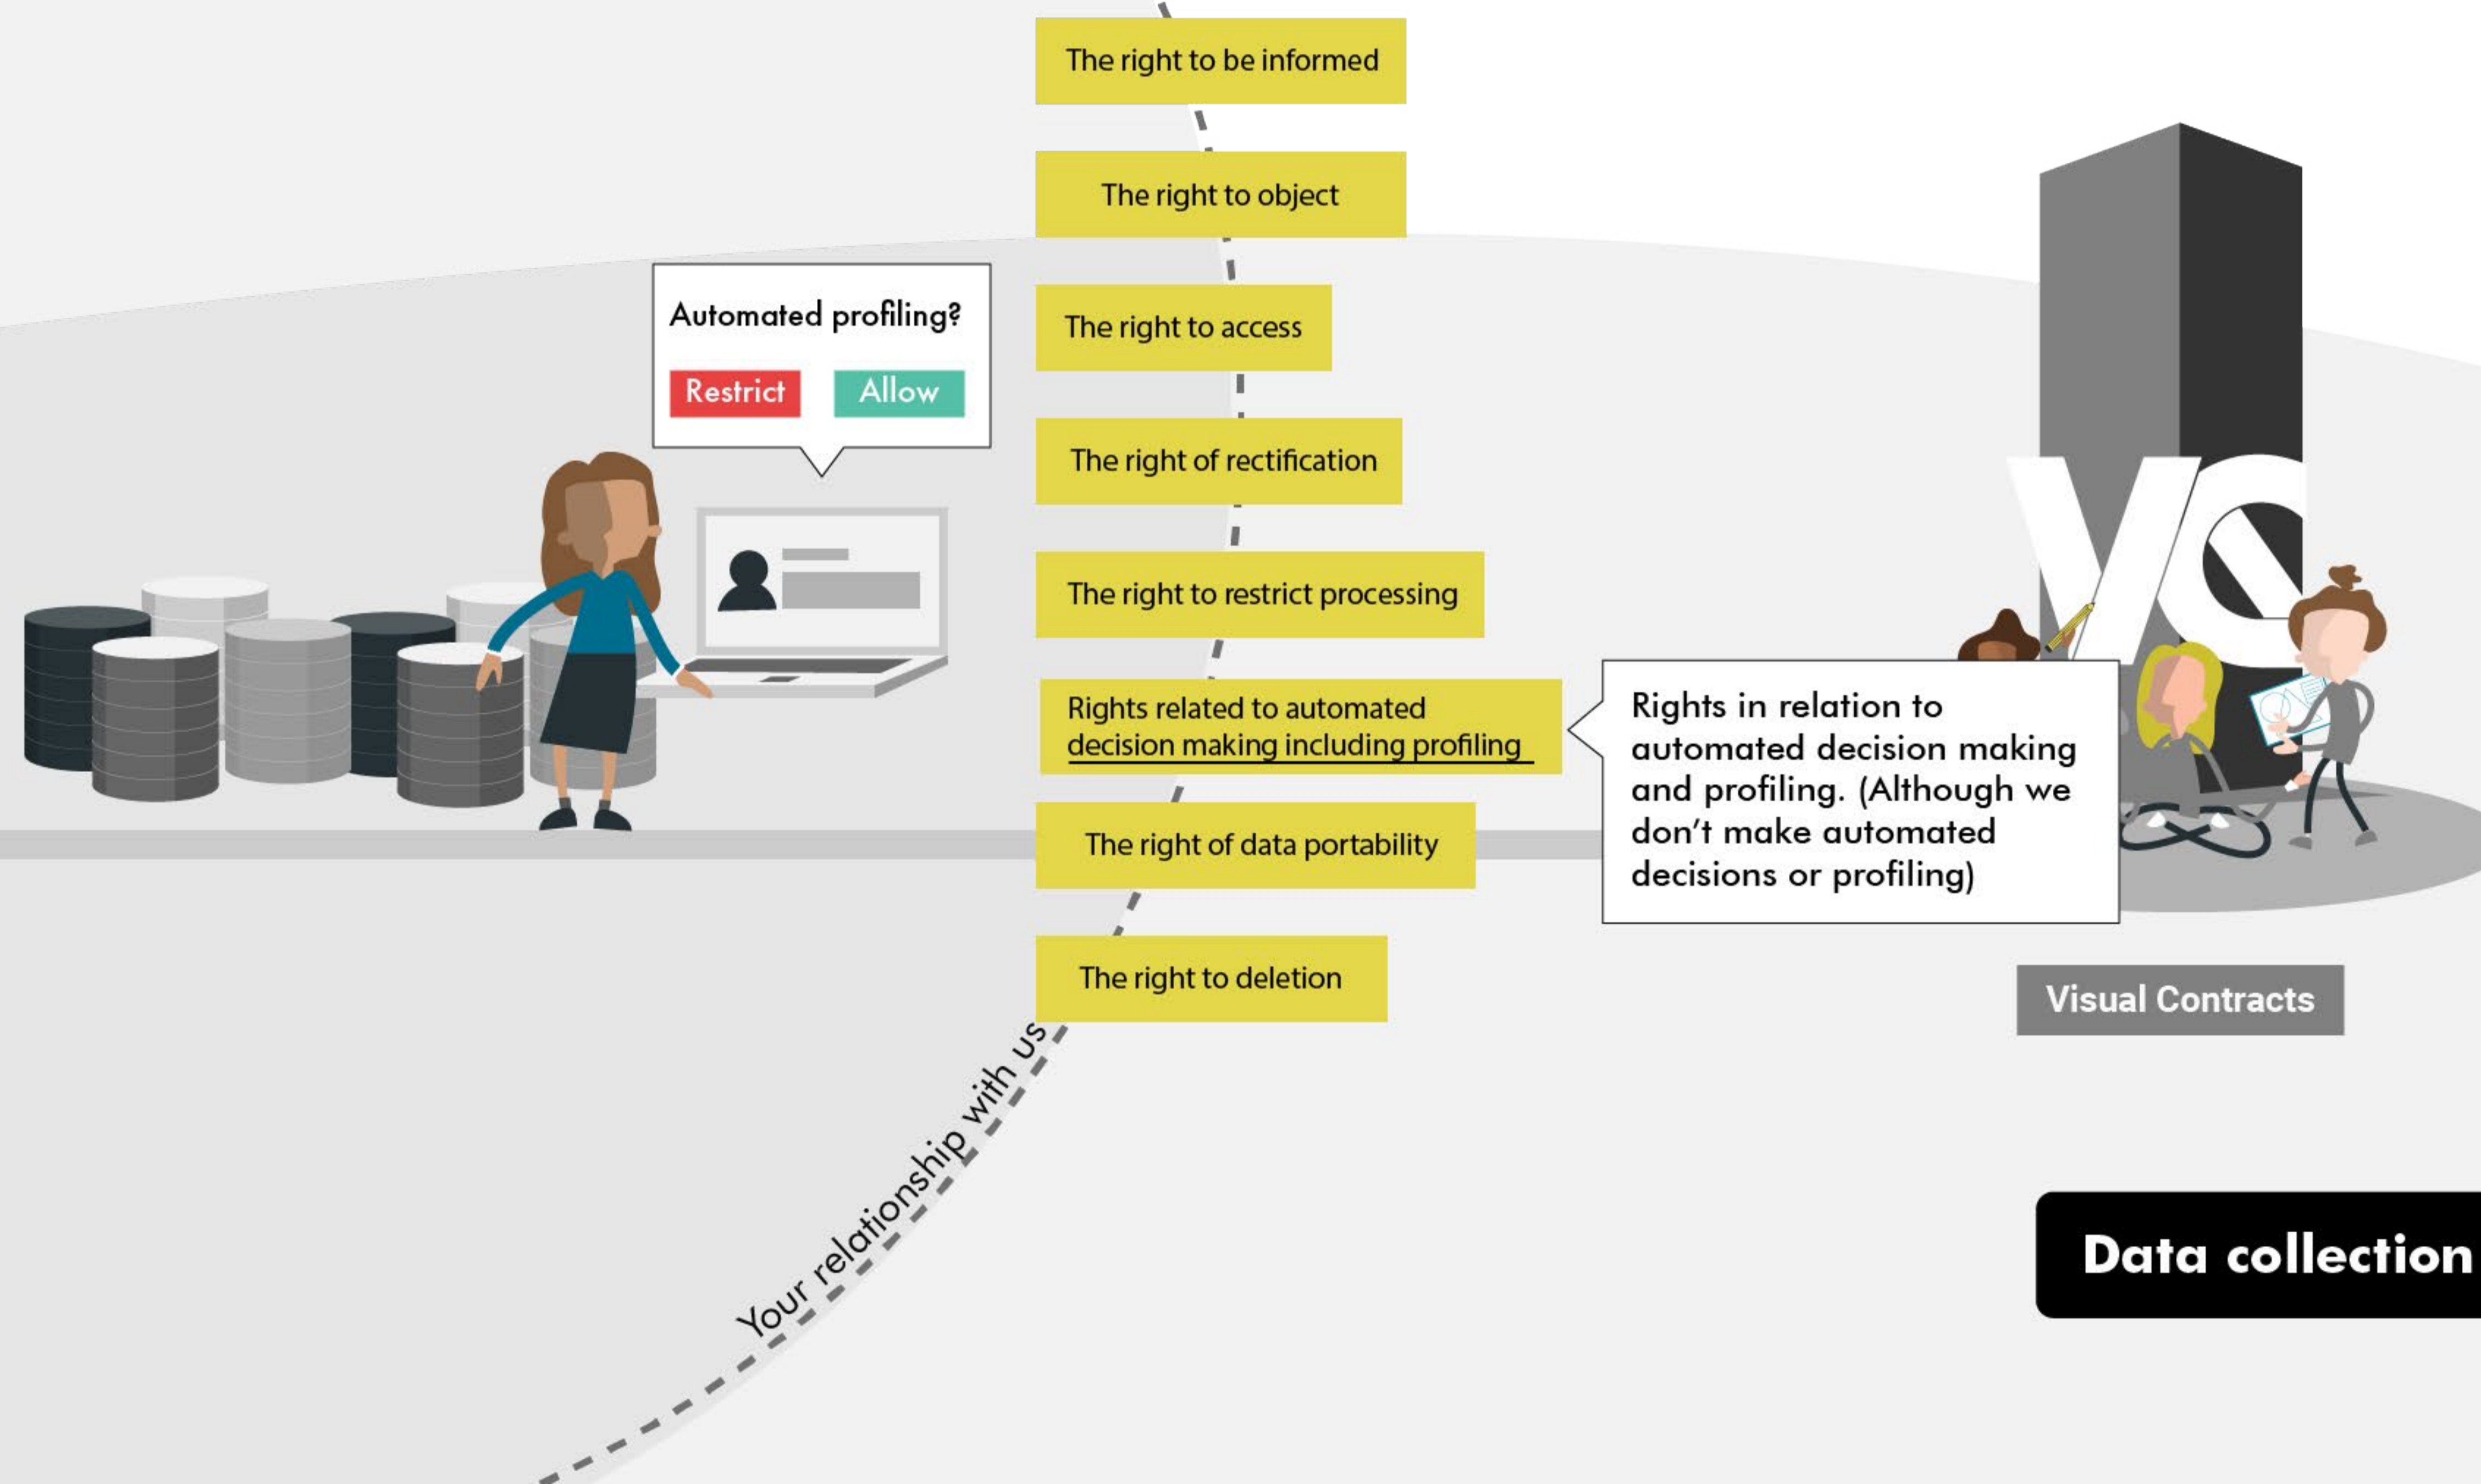 The right to be informed
The right to object
Automated profiling?
Restrict
Allow
The right to access
The right of rectification
The right to restrict processing
Rights related to automated
decision making including profiling
Rights in relation to
automated decision making
and profiling. (Although we
don't make automated
decisions or profiling)
The right of data portability
The right to deletion
VC
Visual Contracts
Your relationship with us
Data collection